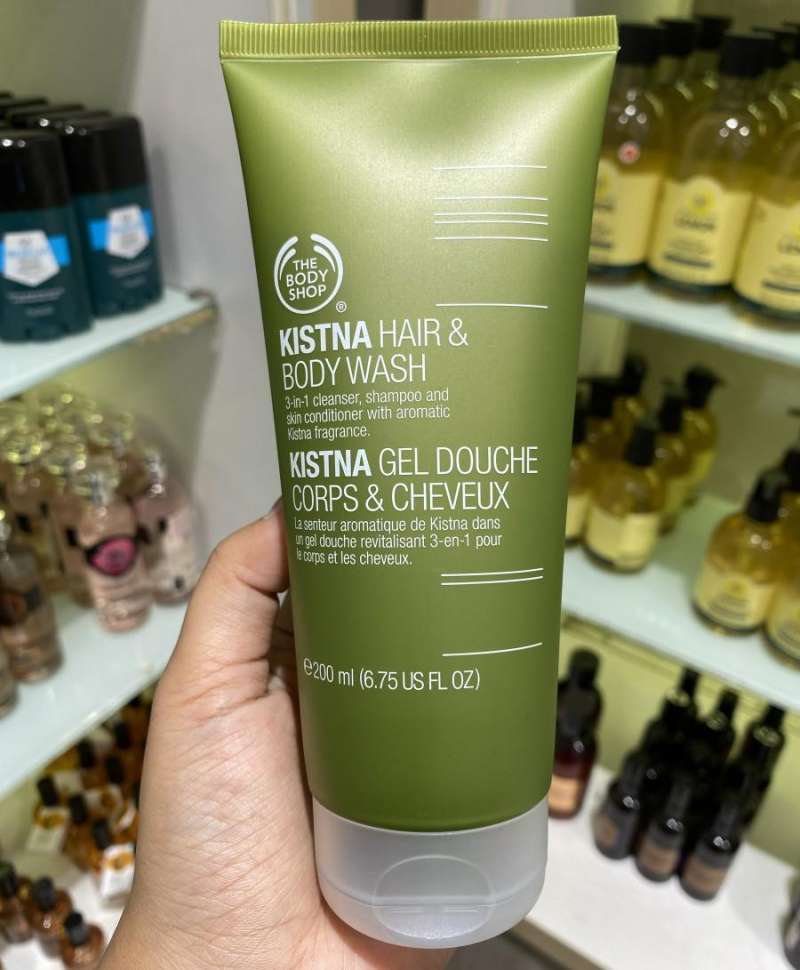 THE
BODY
SHOP
®
KISTNA HAIR &
BODY WASH
3-in-1 cleanser, shampoo and
skin conditioner with aromatic
Kistna fragrance.
KISTNA GEL DOUCHE
CORPS & CHEVEUX
La senteur aromatique de Kistna dans
un gel douche revitalisant 3-en-1 pour
le corps et les cheveux.
℮200 ml (6.75 US FL OZ)